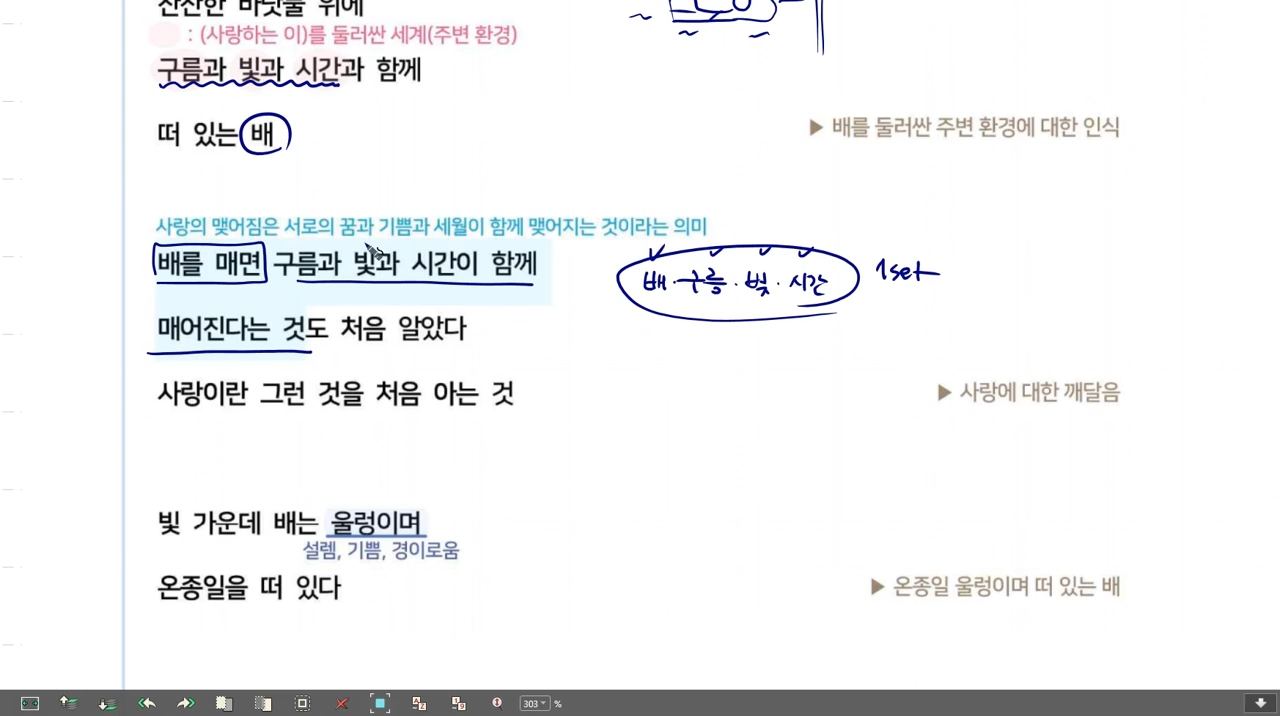 잔잔한 바닷물 위에
: (사랑하는 이)를 둘러싼 세계(주변 환경)
구름과 빛과 시간과 함께
떠 있는 배
▶ 배를 둘러싼 주변 환경에 대한 인식
사랑의 맺어짐은 서로의 꿈과 기쁨과 세월이 함께 맺어지는 것이라는 의미
배를 매면 구름과 빛과 시간이 함께
배·구름·빛·시간 1set
매어진다는 것도 처음 알았다
사랑이란 그런 것을 처음 아는 것
▶ 사랑에 대한 깨달음
빛 가운데 배는 울렁이며
설렘, 기쁨, 경이로움
온종일을 떠 있다
▶ 온종일 울렁이며 떠 있는 배
303 %